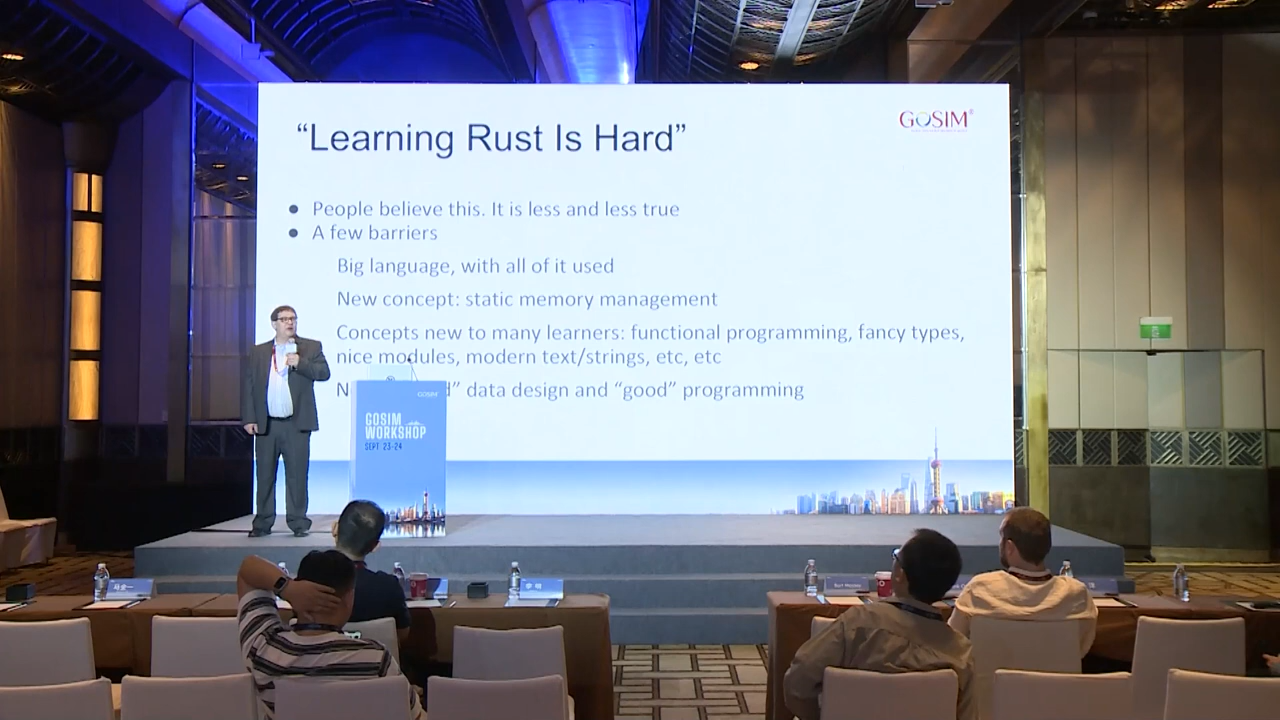 “Learning Rust Is Hard”
GOSIM
● People believe this. It is less and less true
● A few barriers
Big language, with all of it used
New concept: static memory management
Concepts new to many learners: functional programming, fancy types,
nice modules, modern text/strings, etc, etc
” data design and “good” programming
GOSIM
GOSIM
WORKSHOP
SEPT 23-24